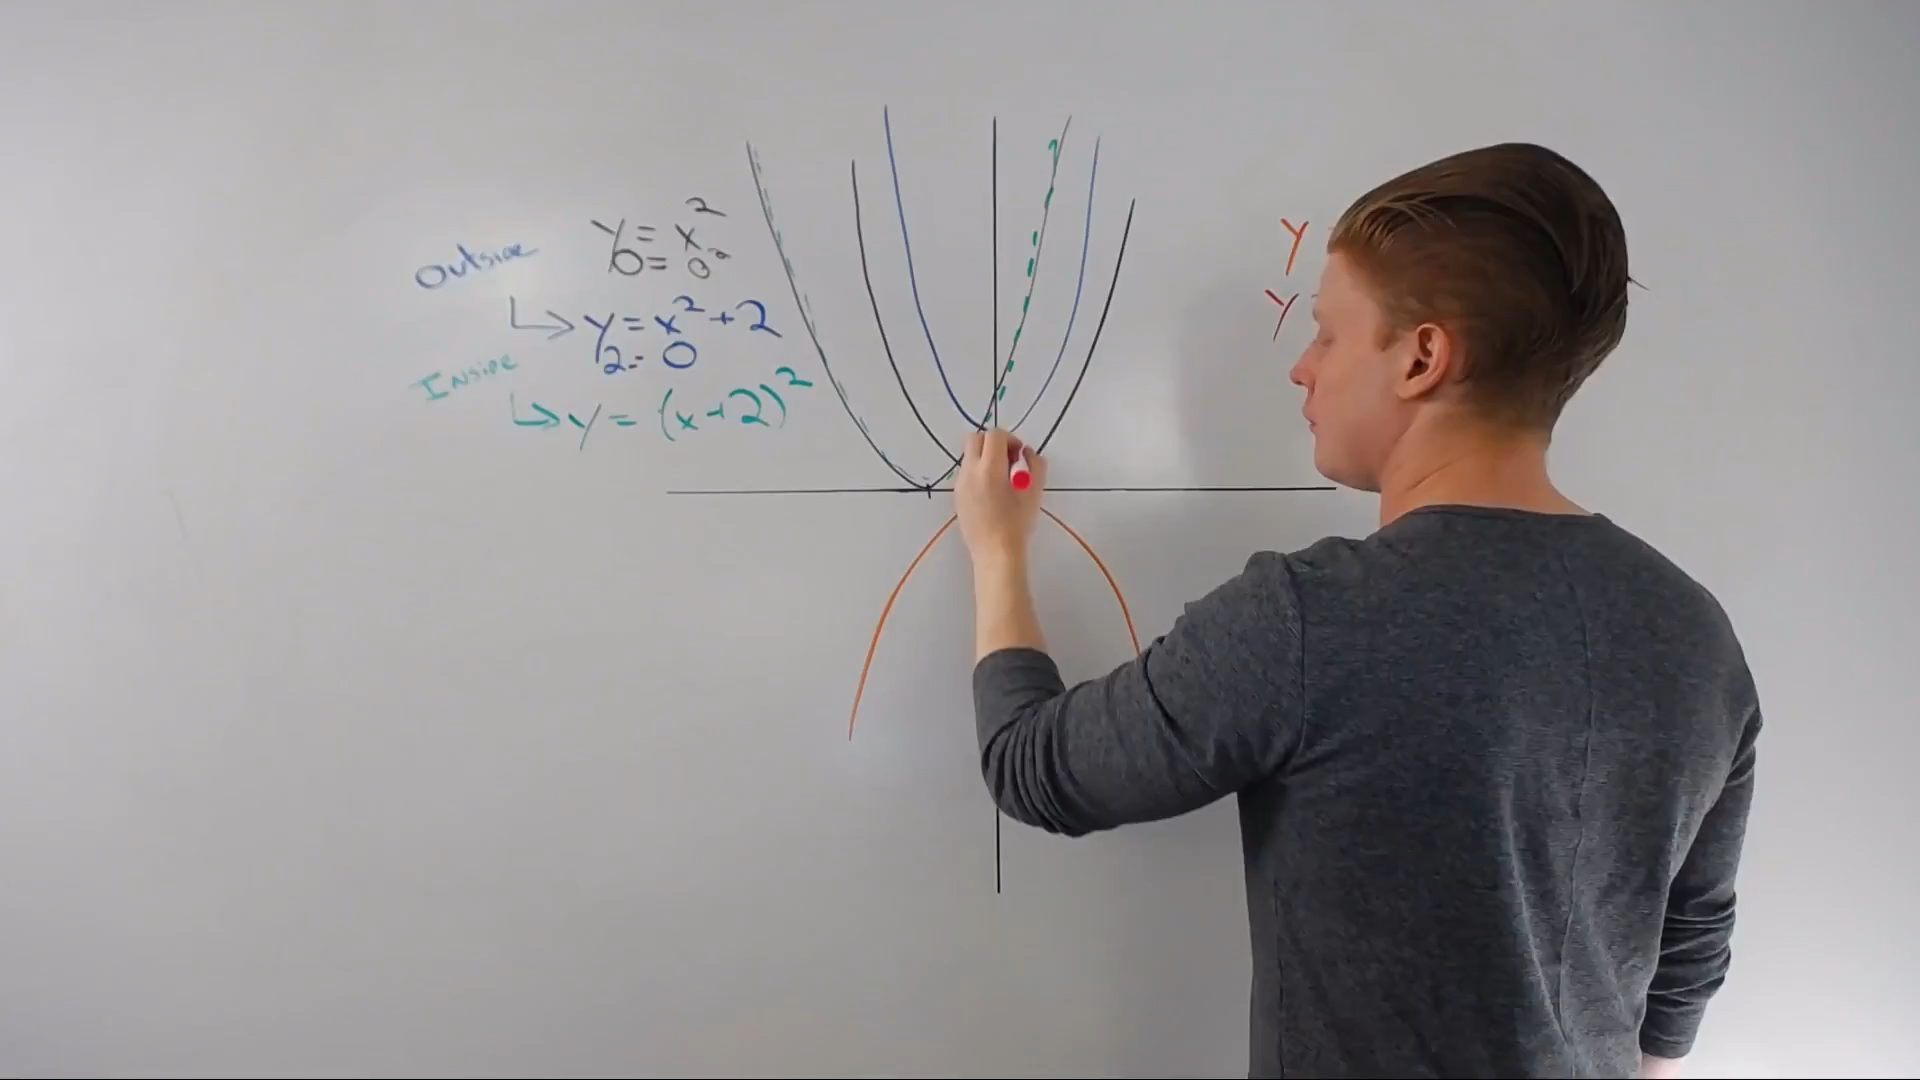 y = x²
0 = 0²
Outside
↳ y = x² + 2
2 = 0
Inside
↳ y = (x+2)²
y
y